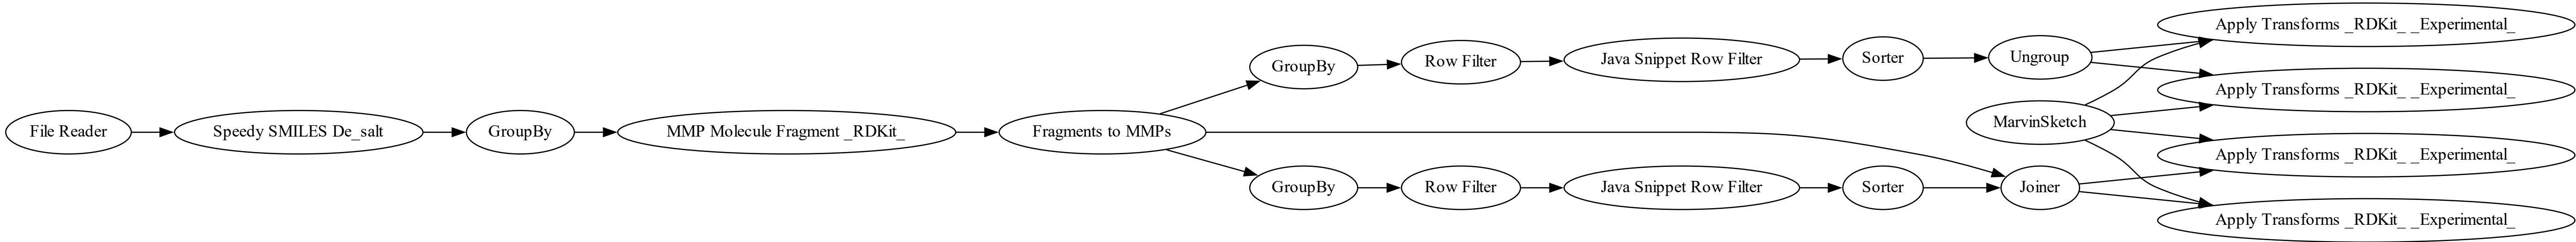 File Reader
Speedy SMILES De_salt
GroupBy
MMP Molecule Fragment _RDKit_
Fragments to MMPs
GroupBy
Row Filter
Java Snippet Row Filter
Sorter
Ungroup
GroupBy
Row Filter
Java Snippet Row Filter
Sorter
Joiner
MarvinSketch
Apply Transforms _RDKit_ _Experimental_
Apply Transforms _RDKit_ _Experimental_
Apply Transforms _RDKit_ _Experimental_
Apply Transforms _RDKit_ _Experimental_